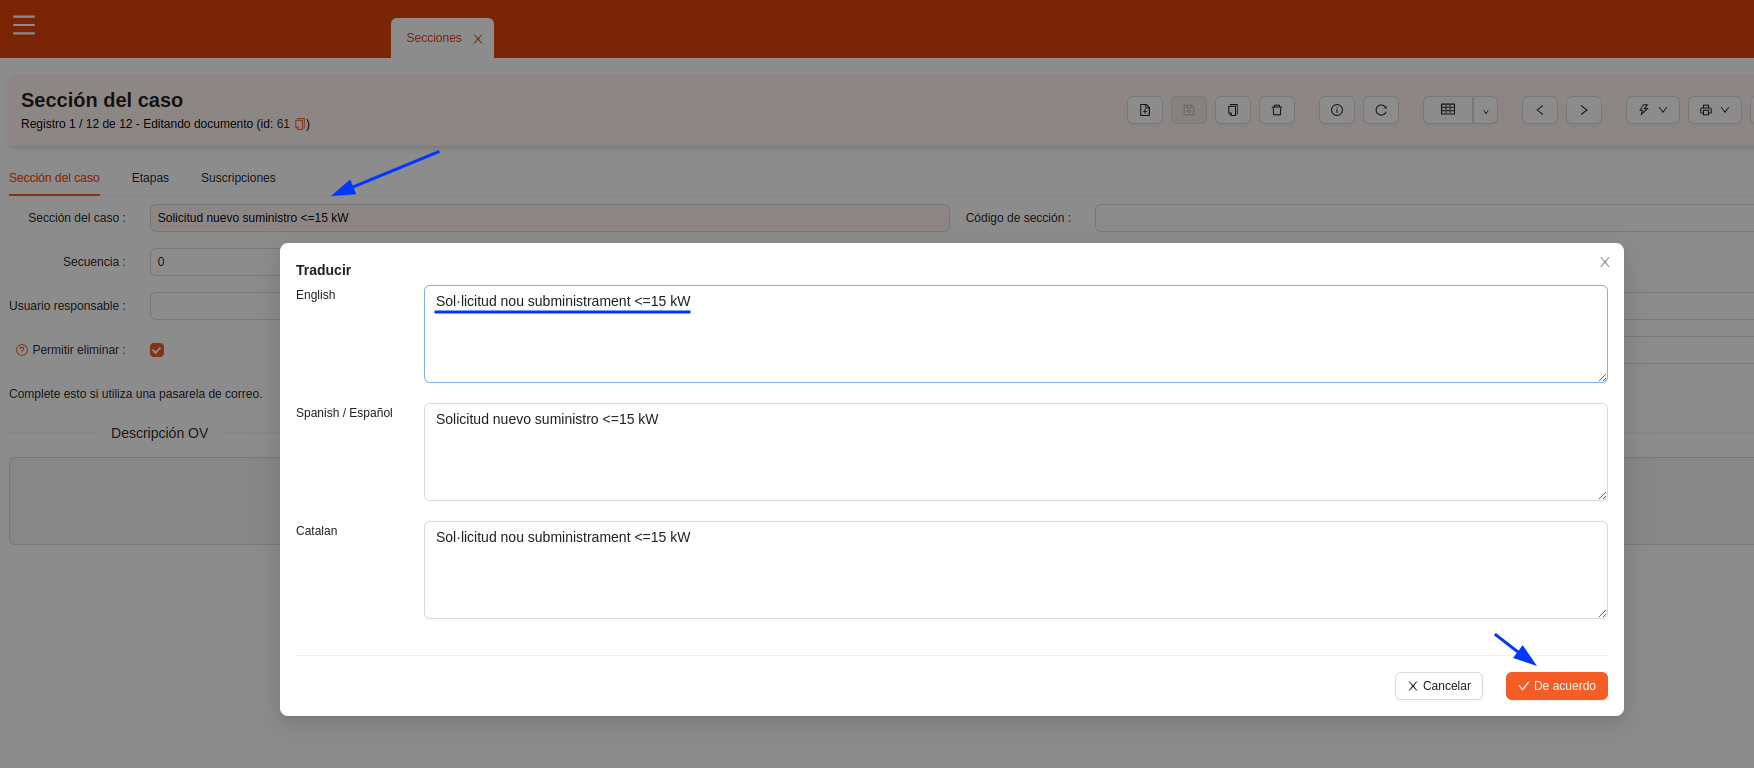 Secciones
Sección del caso
Registro 1 / 12 de 12 - Editando documento (id: 61 )
Sección del caso
Etapas
Suscripciones
Sección del caso :
Solicitud nuevo suministro <=15 kW
Código de sección :
Secuencia :
0
Usuario responsable :
Permitir eliminar :
Complete esto si utiliza una pasarela de correo.
Descripción OV
Traducir
English
Sol·licitud nou subministrament <=15 kW
Spanish / Español
Solicitud nuevo suministro <=15 kW
Catalan
Sol·licitud nou subministrament <=15 kW
Cancelar
De acuerdo